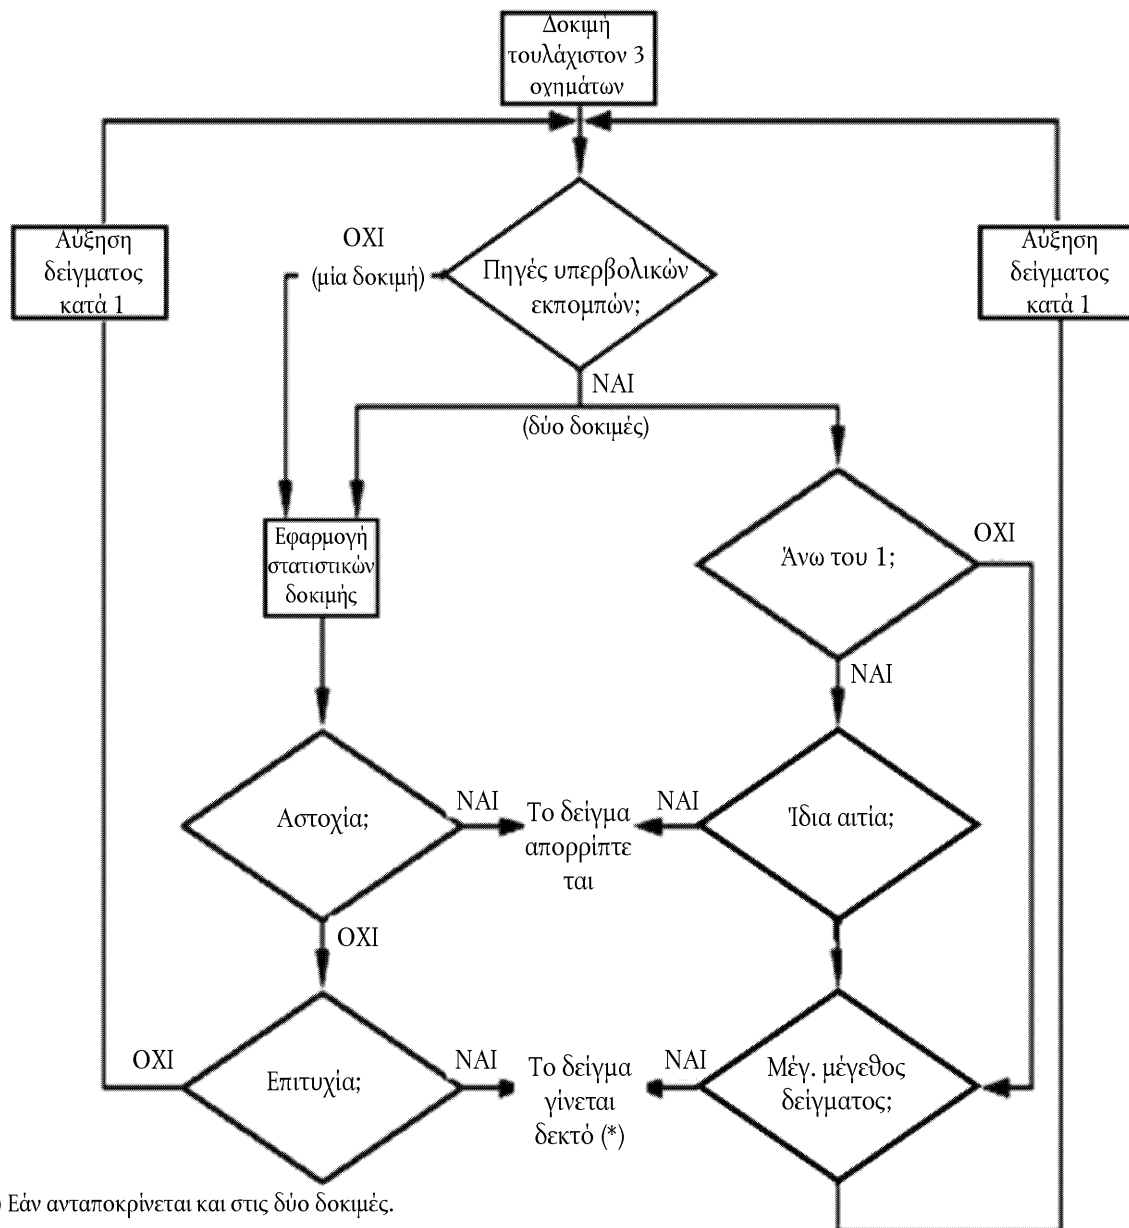 Δοκιμή
τουλάχιστον 3
οχημάτων
Αύξηση
δείγματος
κατά 1
ΟΧΙ
(μία δοκιμή)
Πηγές υπερβολικών
εκπομπών;
Αύξηση
δείγματος
κατά 1
ΝΑΙ
(δύο δοκιμές)
Εφαρμογή
στατιστικών
δοκιμής
Άνω του 1;
ΟΧΙ
ΝΑΙ
Αστοχία;
ΝΑΙ
Το δείγμα
απορρίπτε
ται
ΝΑΙ
Ίδια αιτία;
ΟΧΙ
ΟΧΙ
Επιτυχία;
ΝΑΙ
Το δείγμα
γίνεται
δεκτό (*)
ΝΑΙ
Μέγ. μέγεθος
δείγματος;
) Εάν ανταποκρίνεται και στις δύο δοκιμές.